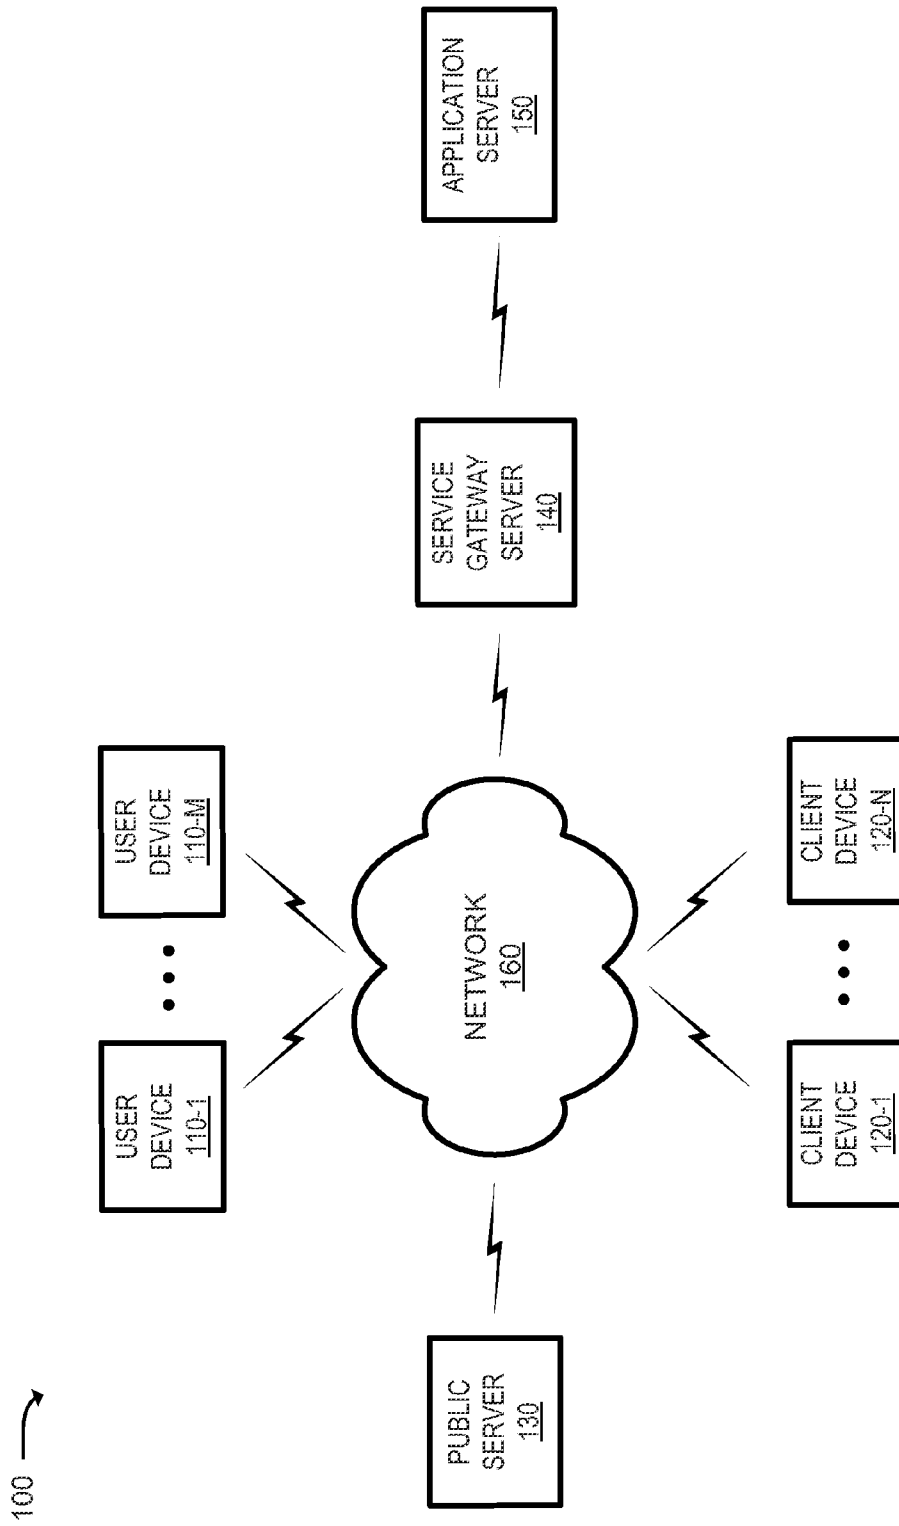 100
USER
DEVICE
110-1
USER
DEVICE
110-M
PUBLIC
SERVER
130
NETWORK
160
SERVICE
GATEWAY
SERVER
140
APPLICATION
SERVER
150
CLIENT
DEVICE
120-1
CLIENT
DEVICE
120-N